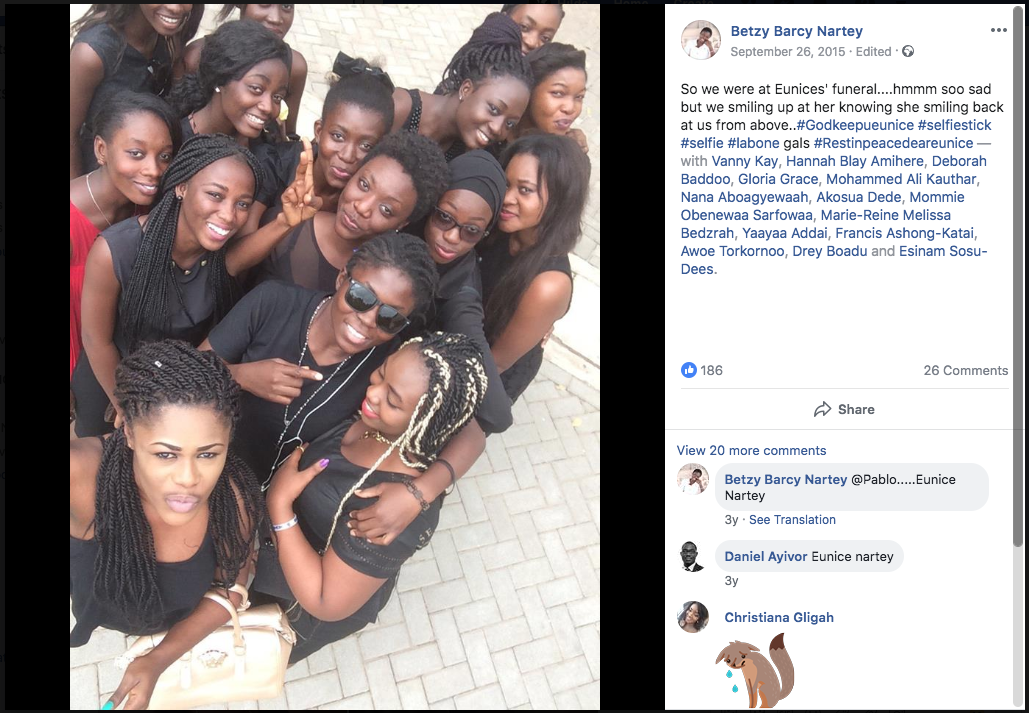 Betzy Barcy Nartey
September 26, 2015 · Edited ·
So we were at Eunices' funeral....hmmm soo sad
but we smiling up at her knowing she smiling back
at us from above..#Godkeepueunice #selfiestick
#selfie #labone gals #Restinpeacedeareunice —
with Vanny Kay, Hannah Blay Amihere, Deborah
Baddoo, Gloria Grace, Mohammed Ali Kauthar,
Nana Aboagyewaah, Akosua Dede, Mommie
Obenewaa Sarfowaa, Marie-Reine Melissa
Bedzrah, Yaayaa Addai, Francis Ashong-Katai,
Awoe Torkornoo, Drey Boadu and Esinam Sosu-
Dees.
186
26 Comments
Share
View 20 more comments
Betzy Barcy Nartey @Pablo.....Eunice
Nartey
3y · See Translation
Daniel Ayivor Eunice nartey
3y
Christiana Gligah